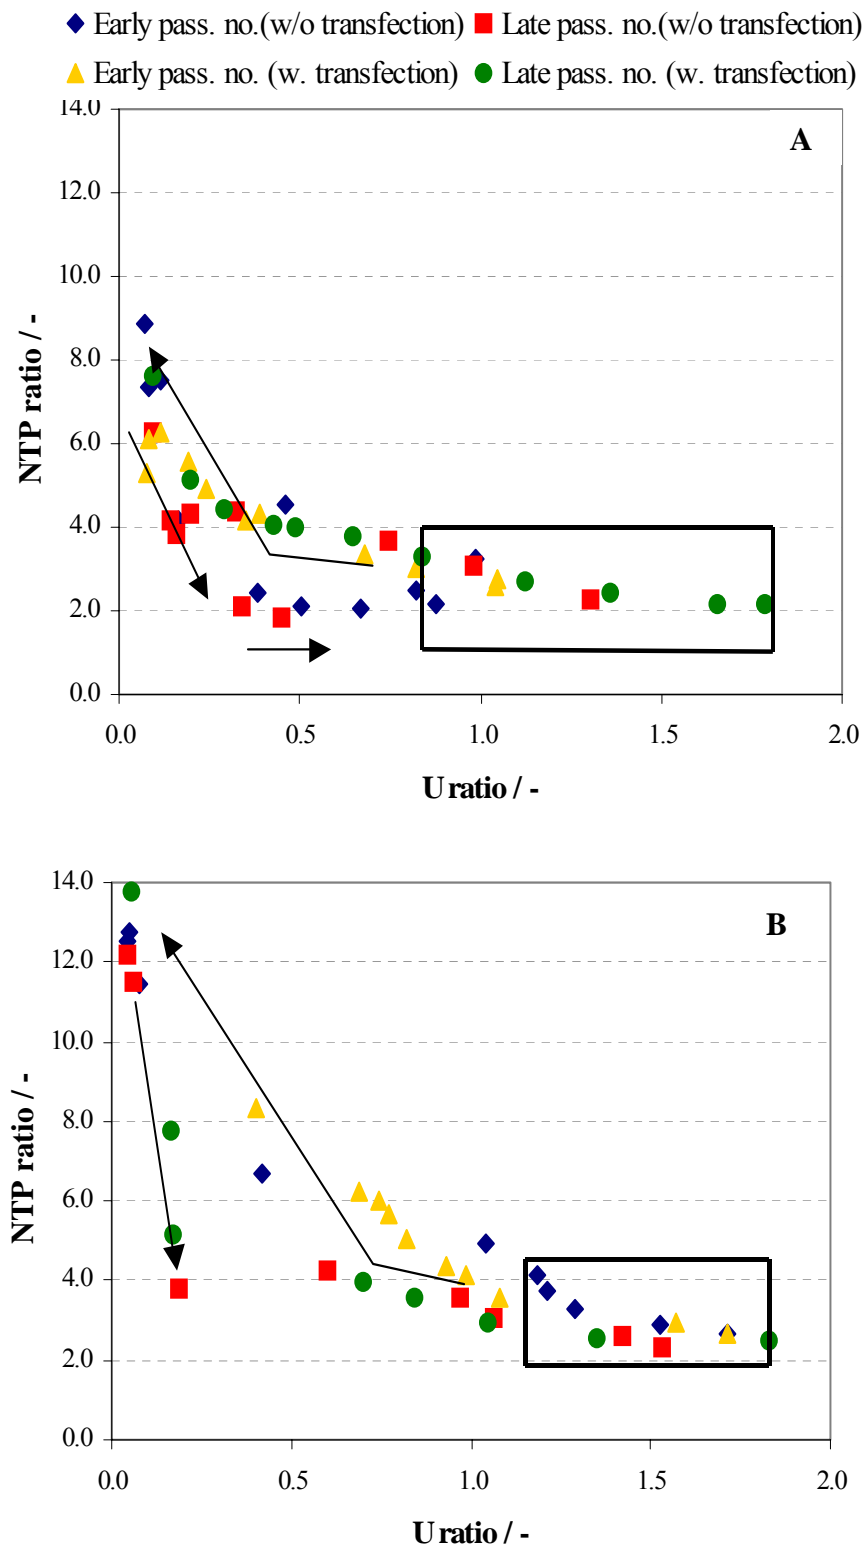 Early pass. no.(w/o transfection) Late pass. no.(w/o transfection)
Early pass. no. (w. transfection) Late pass. no. (w. transfection)
14.0
A
12.0
10.0
8.0
6.0
4.0
2.0
0.0
NTP ratio / -
0.0 0.5 1.0 1.5 2.0
U ratio / -
14.0
B
12.0
10.0
8.0
6.0
4.0
2.0
0.0
NTP ratio / -
0.0 0.5 1.0 1.5 2.0
U ratio / -